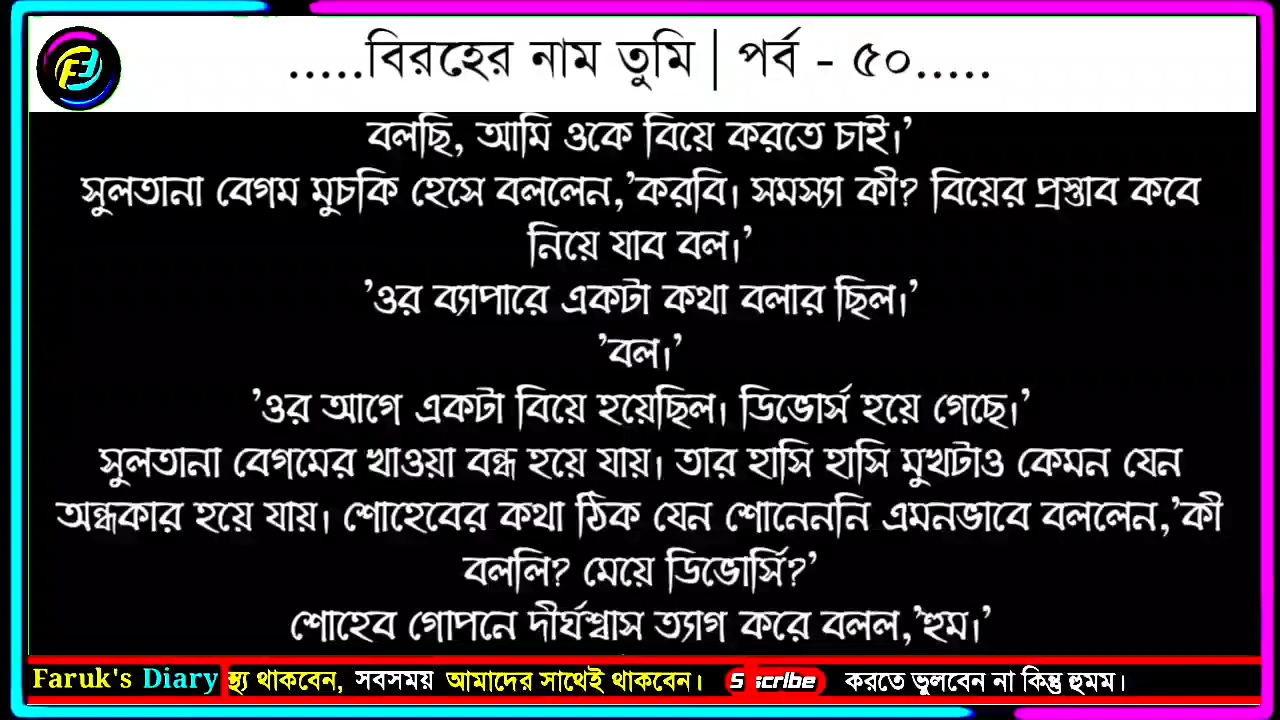 .....বিরহের নাম তুমি | পর্ব - ৫০.....
বলছি, আমি ওকে বিয়ে করতে চাই।'
সুলতানা বেগম মুচকি হেসে বললেন,'করবি। সমস্যা কী? বিয়ের প্রস্তাব কবে
নিয়ে যাব বল।'
'ওর ব্যাপারে একটা কথা বলার ছিল।'
'বল।'
'ওর আগে একটা বিয়ে হয়েছিল। ডিভোর্স হয়ে গেছে।'
সুলতানা বেগমের খাওয়া বন্ধ হয়ে যায়। তার হাসি হাসি মুখটাও কেমন যেন
অন্ধকার হয়ে যায়। শোহেবের কথা ঠিক যেন শোনেননি এমনভাবে বললেন,'কী
বললি? মেয়ে ডিভোর্সি?'
শোহেব গোপনে দীর্ঘশ্বাস ত্যাগ করে বলল,'হুম।'
Faruk's Diary থাকবেন, সবসময় আমাদের সাথেই থাকবেন। করতে ভুলবেন না কিন্তু হুমম।